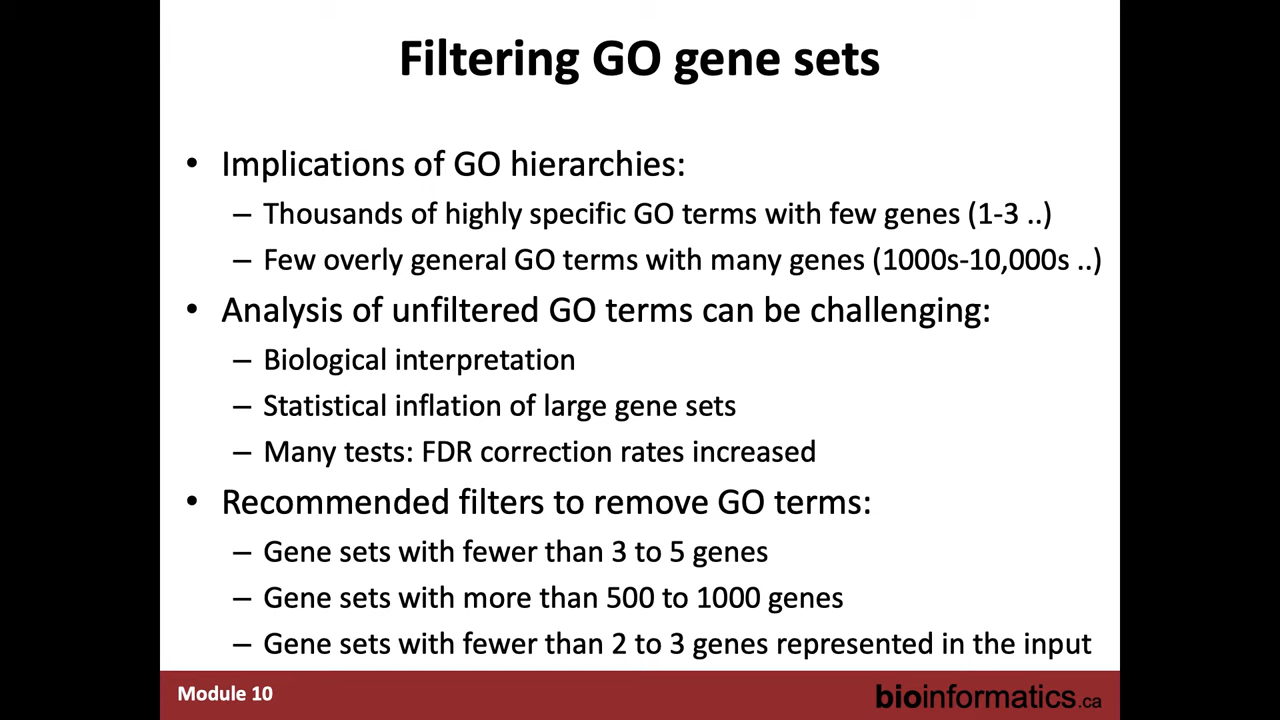 Filtering GO gene sets
• Implications of GO hierarchies:
– Thousands of highly specific GO terms with few genes (1-3 ..)
– Few overly general GO terms with many genes (1000s-10,000s ..)
• Analysis of unfiltered GO terms can be challenging:
– Biological interpretation
– Statistical inflation of large gene sets
– Many tests: FDR correction rates increased
• Recommended filters to remove GO terms:
– Gene sets with fewer than 3 to 5 genes
– Gene sets with more than 500 to 1000 genes
– Gene sets with fewer than 2 to 3 genes represented in the input
Module 10
bioinformatics.ca